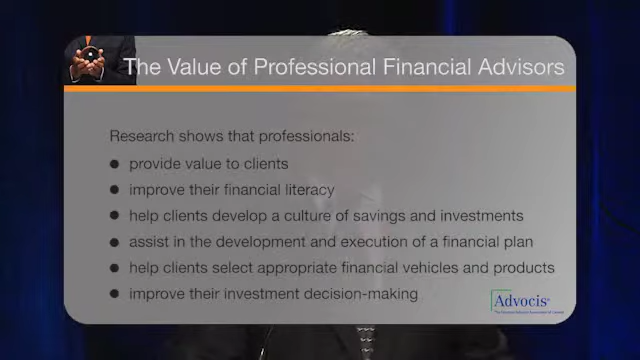 The Value of Professional Financial Advisors
Research shows that professionals:
provide value to clients
improve their financial literacy
help clients develop a culture of savings and investments
assist in the development and execution of a financial plan
help clients select appropriate financial vehicles and products
improve their investment decision-making
Advocis